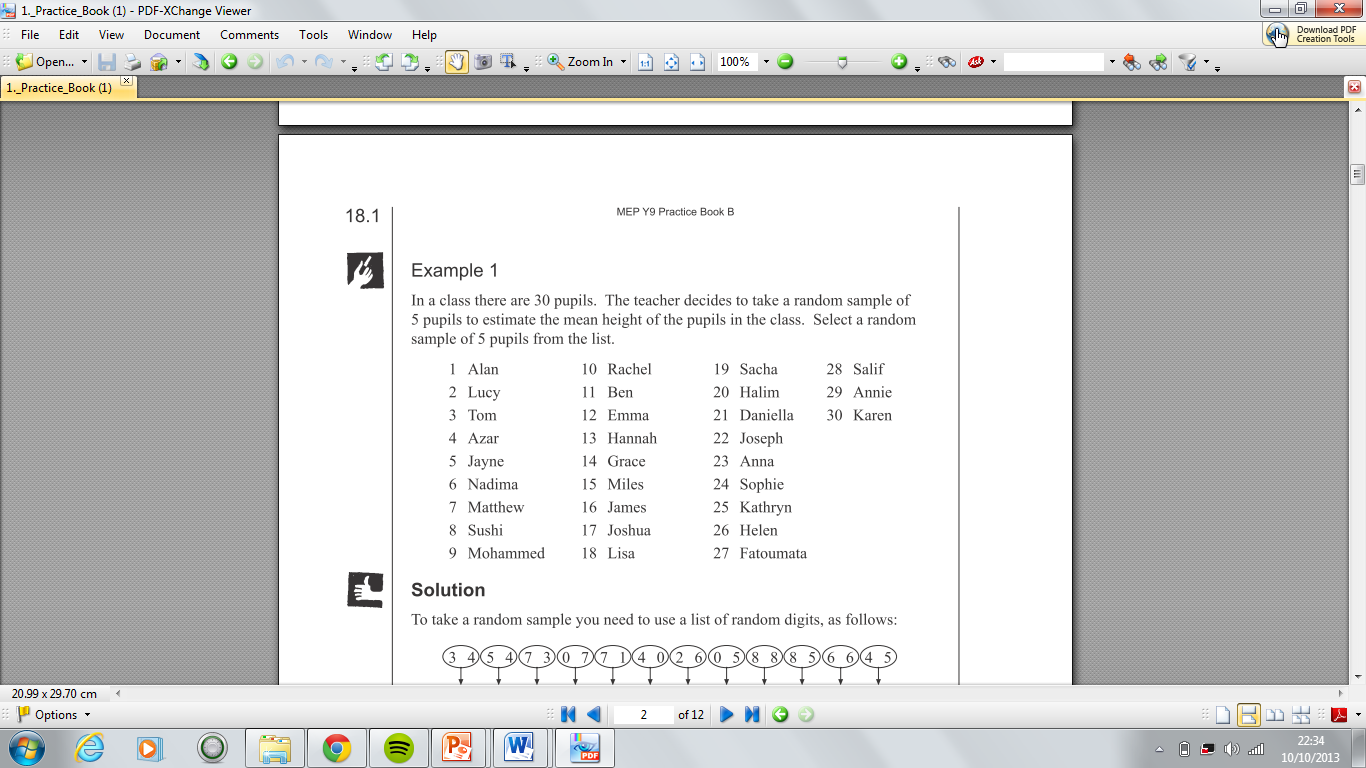 1._Practice_Book (1) - PDF-XChange Viewer
File Edit View Document Comments Tools Window Help
Download PDF
Creation Tools
Open... Zoom In 100% Ask
1._Practice_Book (1)
18.1
MEP Y9 Practice Book B
Example 1
In a class there are 30 pupils. The teacher decides to take a random sample of
5 pupils to estimate the mean height of the pupils in the class. Select a random
sample of 5 pupils from the list.
1 Alan 10 Rachel 19 Sacha 28 Salif
2 Lucy 11 Ben 20 Halim 29 Annie
3 Tom 12 Emma 21 Daniella 30 Karen
4 Azar 13 Hannah 22 Joseph
5 Jayne 14 Grace 23 Anna
6 Nadima 15 Miles 24 Sophie
7 Matthew 16 James 25 Kathryn
8 Sushi 17 Joshua 26 Helen
9 Mohammed 18 Lisa 27 Fatoumata
Solution
To take a random sample you need to use a list of random digits, as follows:
3 4 5 4 7 3 0 7 7 1 4 0 2 6 0 5 8 8 8 5 6 6 4 5
20.99 x 29.70 cm
Options 2 of 12
PDF
22:34
10/10/2013